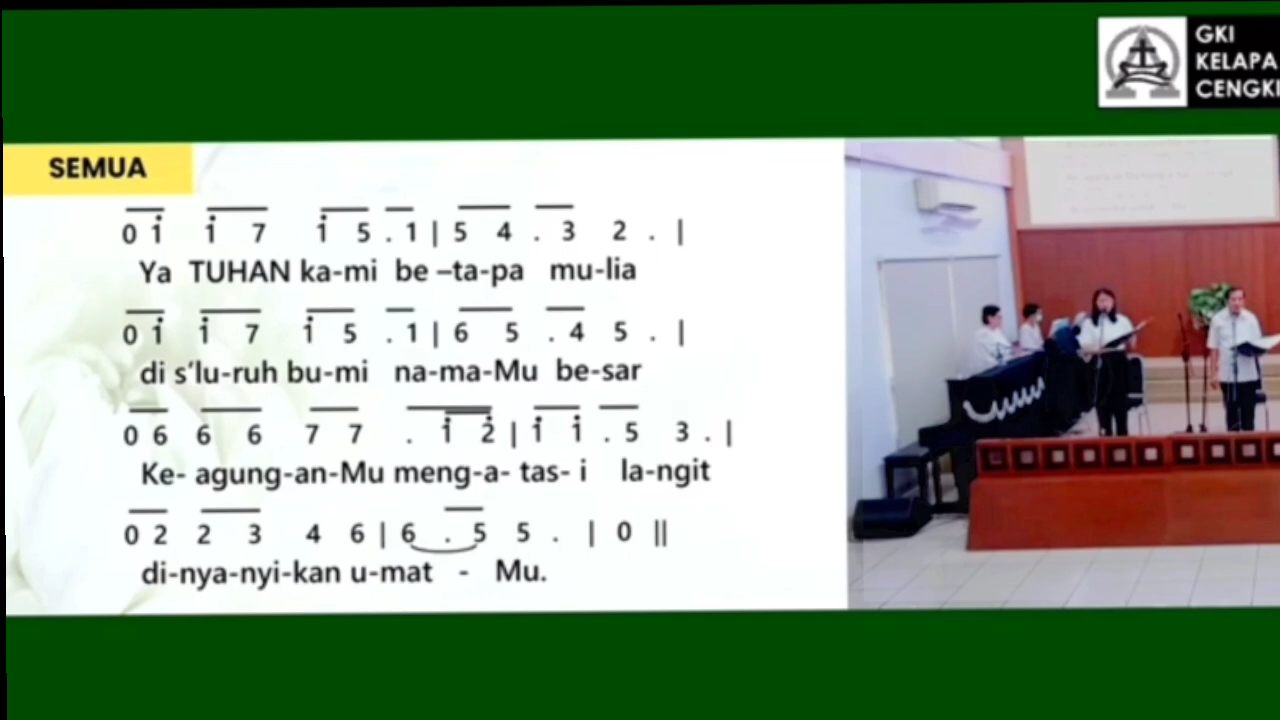 GKI
KELAPA
CENGKI
SEMUA
0 i̇ i̇ 7 i̇ 5 . 1 | 5 4 . 3 2 . |
Ya TUHAN ka-mi be –ta-pa mu-lia
0 i̇ i̇ 7 i̇ 5 . 1 | 6 5 . 4 5 . |
di s'lu-ruh bu-mi na-ma-Mu be-sar
0 6 6 6 7 7 . i̇ 2̇ | i̇ i̇ . 5 3 . |
Ke- agung-an-Mu meng-a- tas- i la-ngit
0 2 2 3 4 6 | 6 . 5 5 . | 0 ||
di-nya-nyi-kan u-mat - Mu.